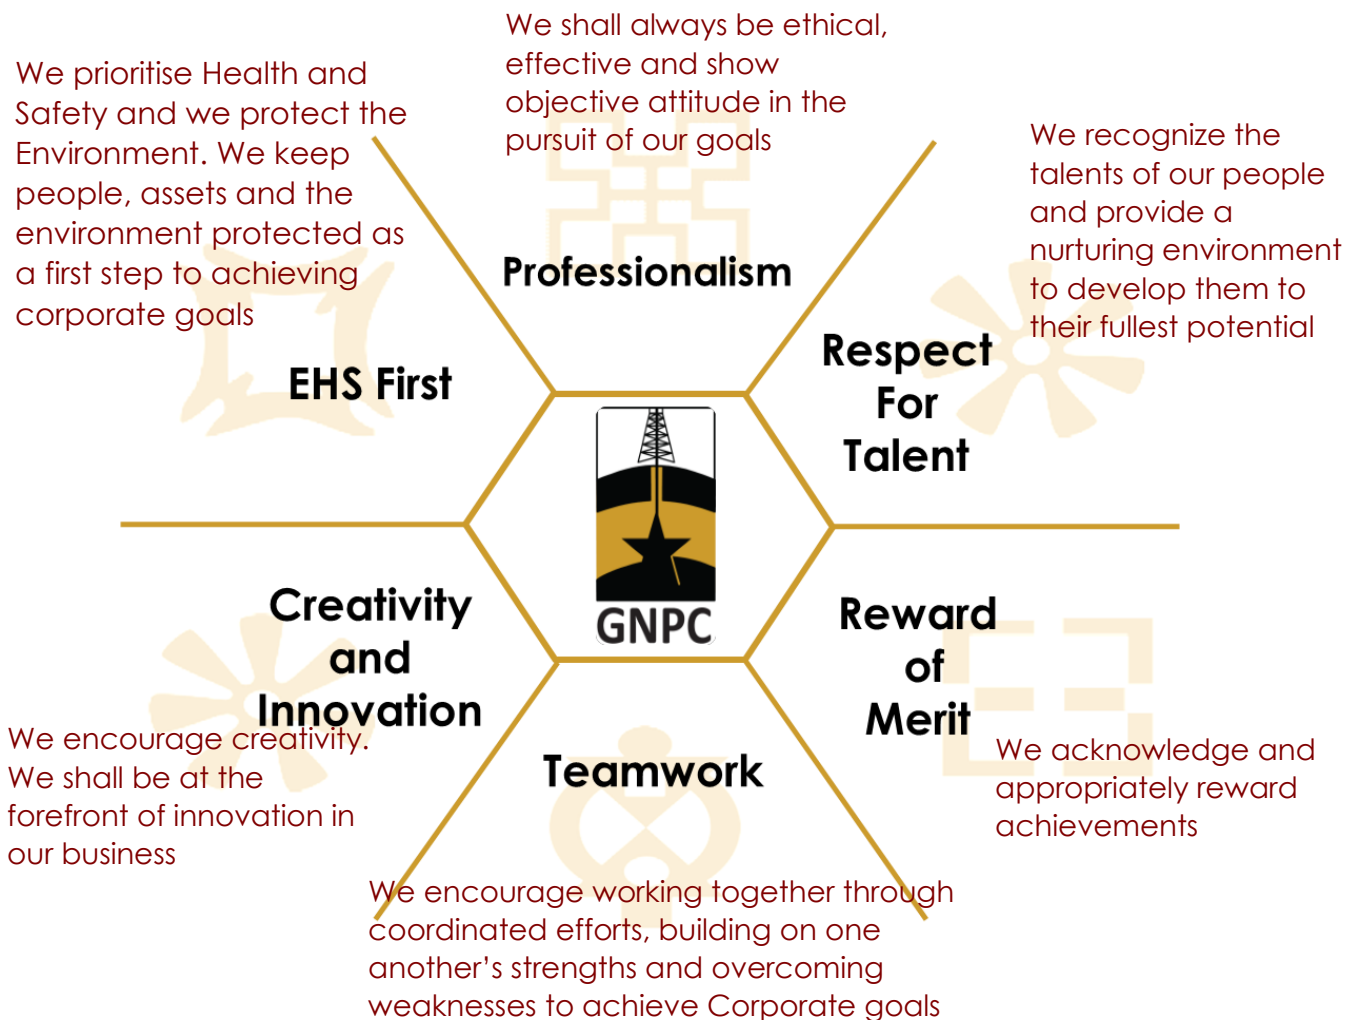 We shall always be ethical,
effective and show
objective attitude in the
pursuit of our goals
Professionalism
We prioritise Health and
Safety and we protect the
Environment. We keep
people, assets and the
environment protected as
a first step to achieving
corporate goals
EHS First
We recognize the
talents of our people
and provide a
nurturing environment
to develop them to
their fullest potential
Respect
For
Talent
GNPC
Creativity
and
Innovation
We encourage creativity.
We shall be at the
forefront of innovation in
our business
Reward
of
Merit
We acknowledge and
appropriately reward
achievements
Teamwork
We encourage working together through
coordinated efforts, building on one
another’s strengths and overcoming
weaknesses to achieve Corporate goals